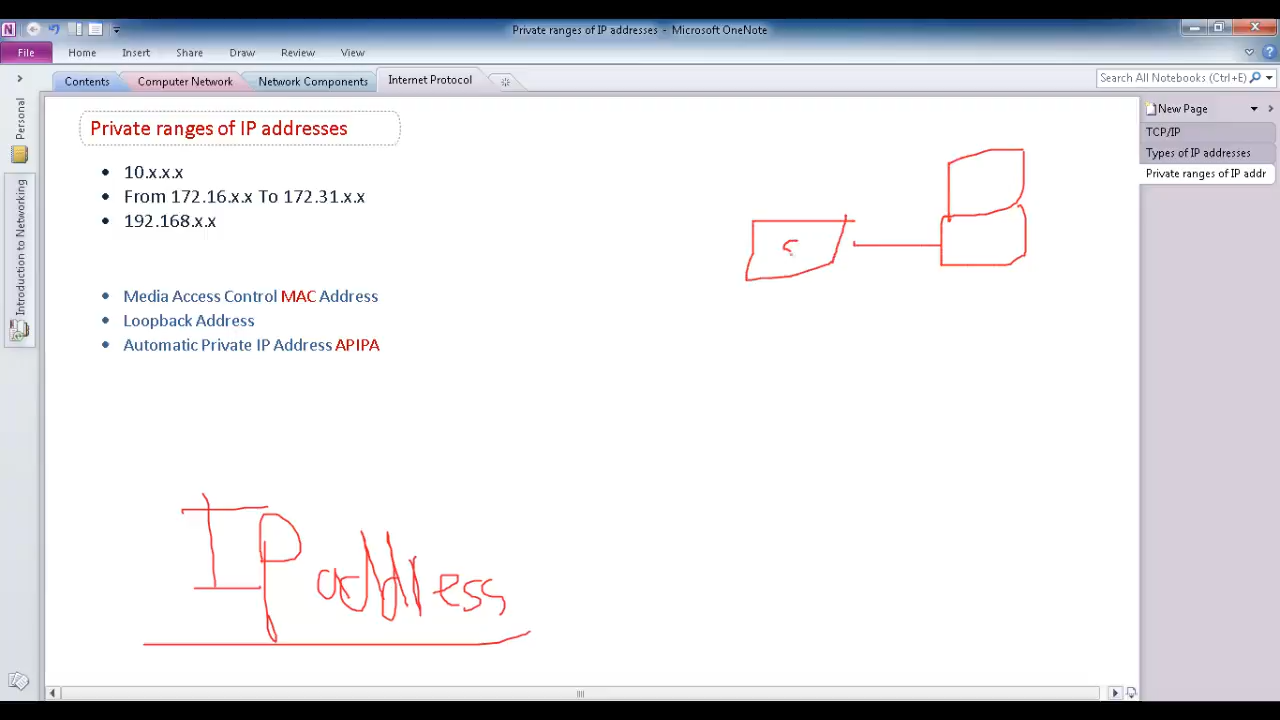 Private ranges of IP addresses - Microsoft OneNote
File Home Insert Share Draw Review View
Contents Computer Network Network Components Internet Protocol
Search All Notebooks (Ctrl+E)
Personal
Introduction to Networking
Private ranges of IP addresses
10.x.x.x
From 172.16.x.x To 172.31.x.x
192.168.x.x
Media Access Control MAC Address
Loopback Address
Automatic Private IP Address APIPA
IP address
New Page
TCP/IP
Types of IP addresses
Private ranges of IP addr